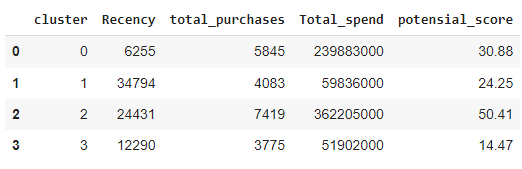 cluster Recency total_purchases Total_spend potensial_score
0 0 6255 5845 239883000 30.88
1 1 34794 4083 59836000 24.25
2 2 24431 7419 362205000 50.41
3 3 12290 3775 51902000 14.47